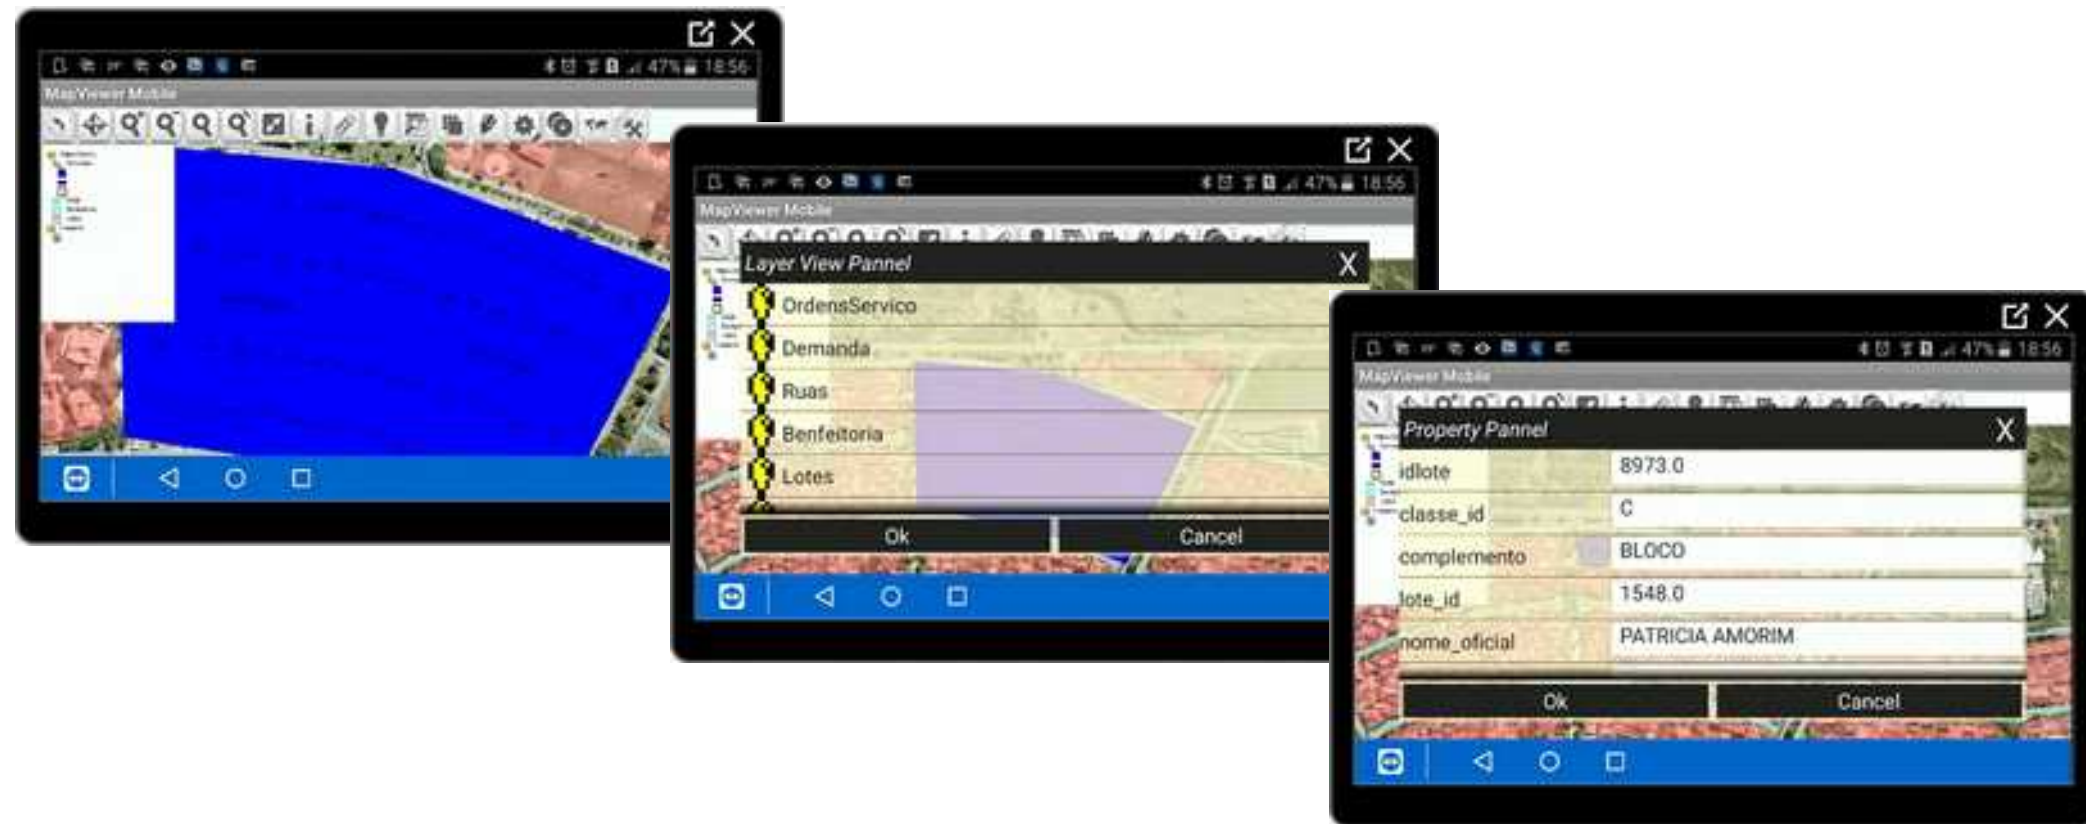 47% 18:56
MapViewer Mobile
47% 18:56
MapViewer Mobile
Layer View Pannel X
OrdensServico
Demanda
Ruas
Benfeitoria
Lotes
Ok Cancel
47% 18:56
MapViewer Mobile
Property Pannel X
idlote 8973.0
classe_id C
complemento BLOCO
lote_id 1548.0
nome_oficial PATRICIA AMORIM
Ok Cancel